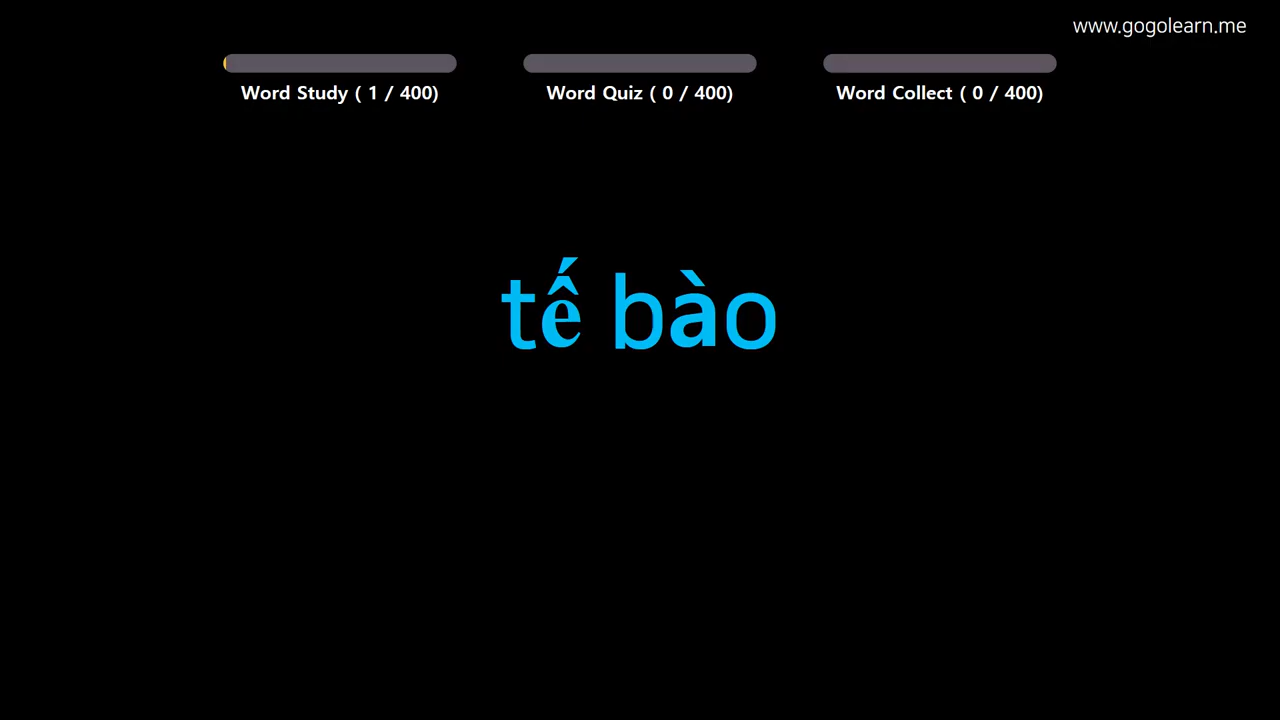 www.gogolearn.me
Word Study ( 1 / 400)
Word Quiz ( 0 / 400)
Word Collect ( 0 / 400)
tế bào